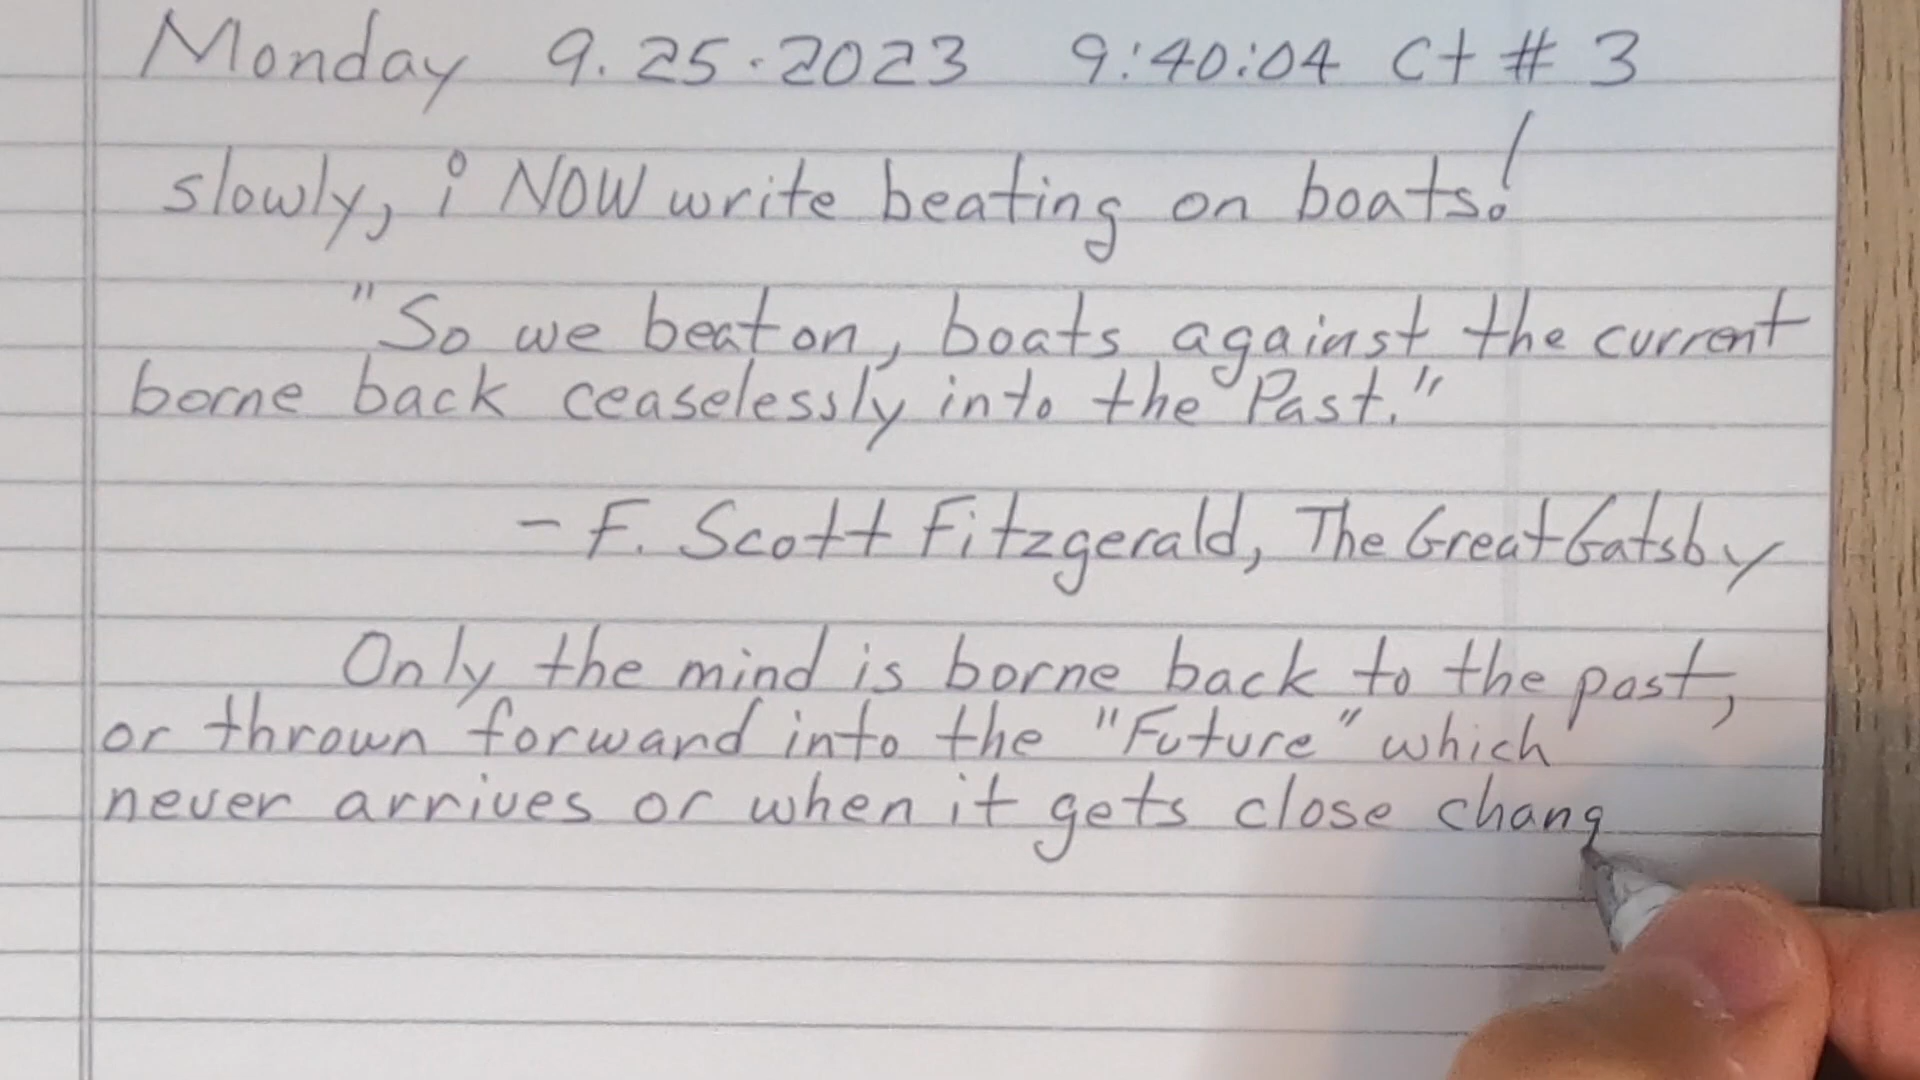 Monday 9.25.2023 9:40:04 Ct # 3
slowly, i NOW write beating on boats!
"So we beat on, boats against the current
borne back ceaselessly into the Past."
- F. Scott Fitzgerald, The Great Gatsby
Only the mind is borne back to the past,
or thrown forward into the "Future" which
never arrives or when it gets close chang